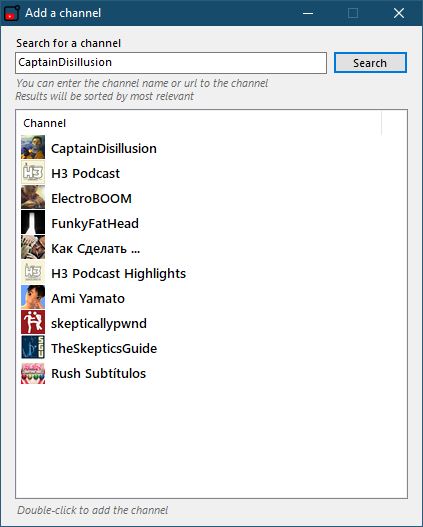 Add a channel
Search for a channel
CaptainDisillusion
Search
You can enter the channel name or url to the channel
Results will be sorted by most relevant
Channel
CaptainDisillusion
H3 Podcast
ElectroBOOM
FunkyFatHead
Как Сделать ...
H3 Podcast Highlights
Ami Yamato
skepticallypwnd
TheSkepticsGuide
Rush Subtítulos
Double-click to add the channel